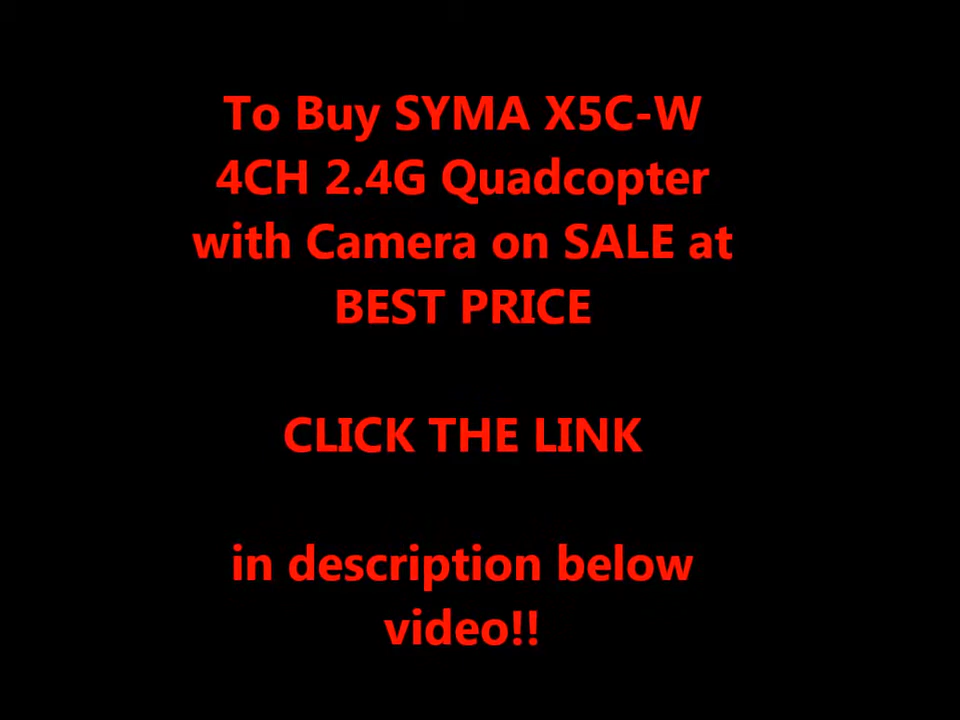 To Buy SYMA X5C-W
4CH 2.4G Quadcopter
with Camera on SALE at
BEST PRICE
CLICK THE LINK
in description below
video!!